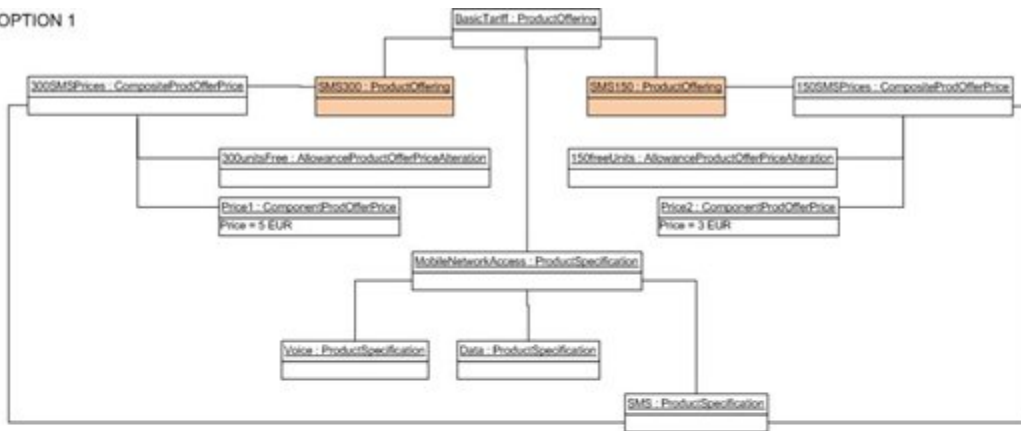 OPTION 1
BasicTariff : ProductOffering
300SMSPrices : CompositeProdOfferPrice
SMS300 : ProductOffering
SMS150 : ProductOffering
150SMSPrices : CompositeProdOfferPrice
300unitsFree : AllowanceProductOfferPriceAlteration
150freeUnits : AllowanceProductOfferPriceAlteration
Price1 : ComponentProdOfferPrice
Price = 5 EUR
Price2 : ComponentProdOfferPrice
Price = 3 EUR
MobileNetworkAccess : ProductSpecification
Voice : ProductSpecification
Data : ProductSpecification
SMS : ProductSpecification